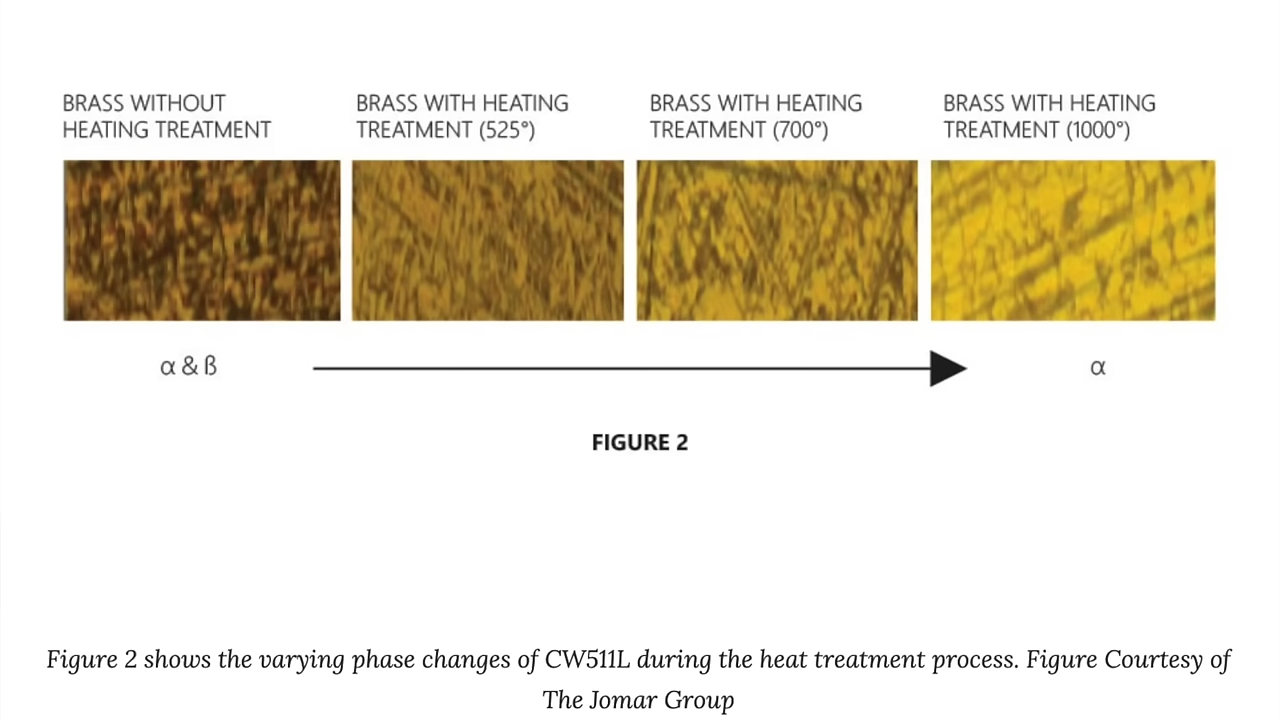 BRASS WITHOUT
HEATING TREATMENT
BRASS WITH HEATING
TREATMENT (525°)
BRASS WITH HEATING
TREATMENT (700°)
BRASS WITH HEATING
TREATMENT (1000°)
α & ß
α
FIGURE 2
Figure 2 shows the varying phase changes of CW511L during the heat treatment process. Figure Courtesy of
The Jomar Group